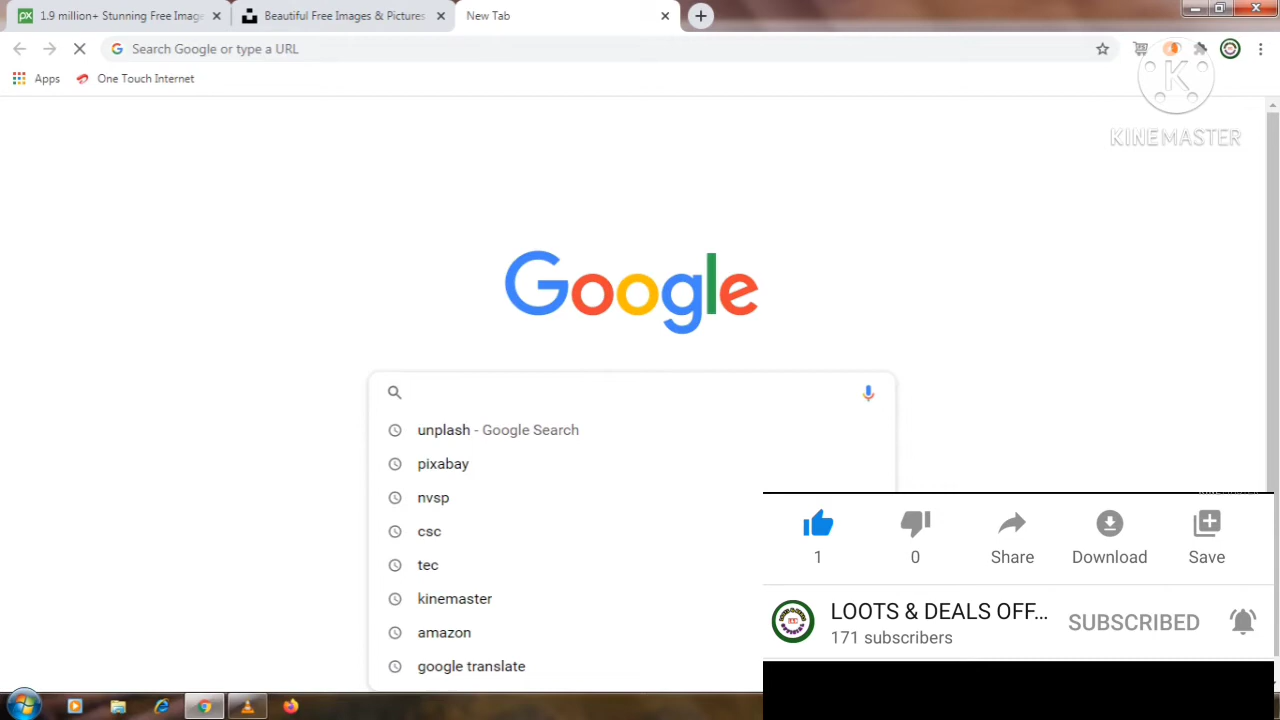 1.9 million+ Stunning Free Image
Beautiful Free Images & Pictures
New Tab
Search Google or type a URL
Apps
One Touch Internet
K
KINEMASTER
Google
unplash - Google Search
pixabay
nvsp
csc
tec
kinemaster
amazon
google translate
1
0
Share
Download
Save
LOOTS & DEALS OFF...
171 subscribers
SUBSCRIBED